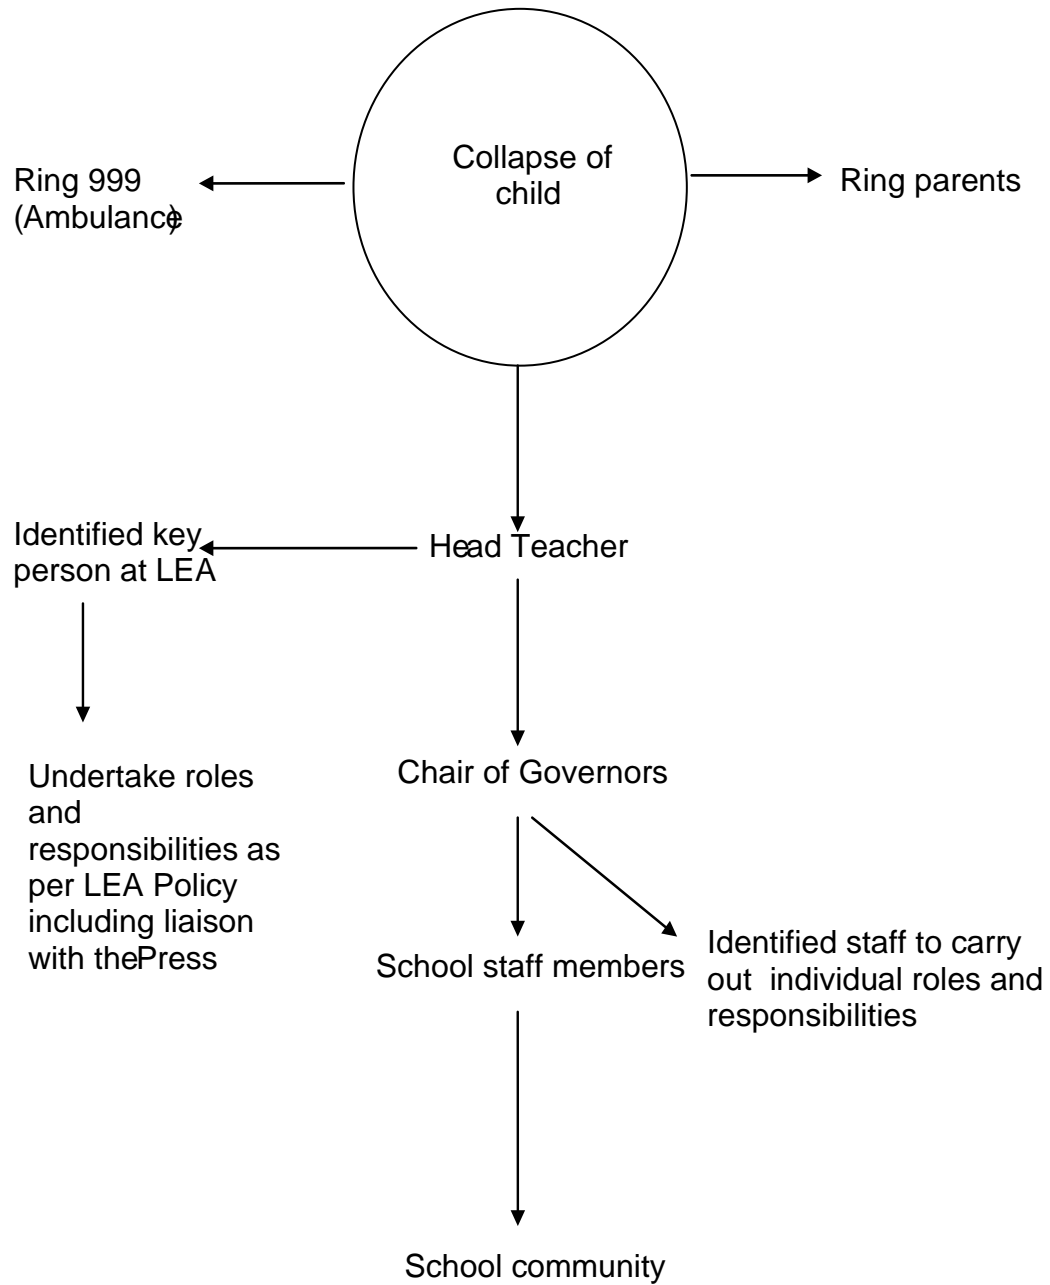 Collapse of
child
Ring 999
(Ambulance)
Ring parents
Identified key
person at LEA
Head Teacher
Undertake roles
and
responsibilities as
per LEA Policy
including liaison
with thePress
Chair of Governors
School staff members
Identified staff to carry
out  individual roles and
responsibilities
School community